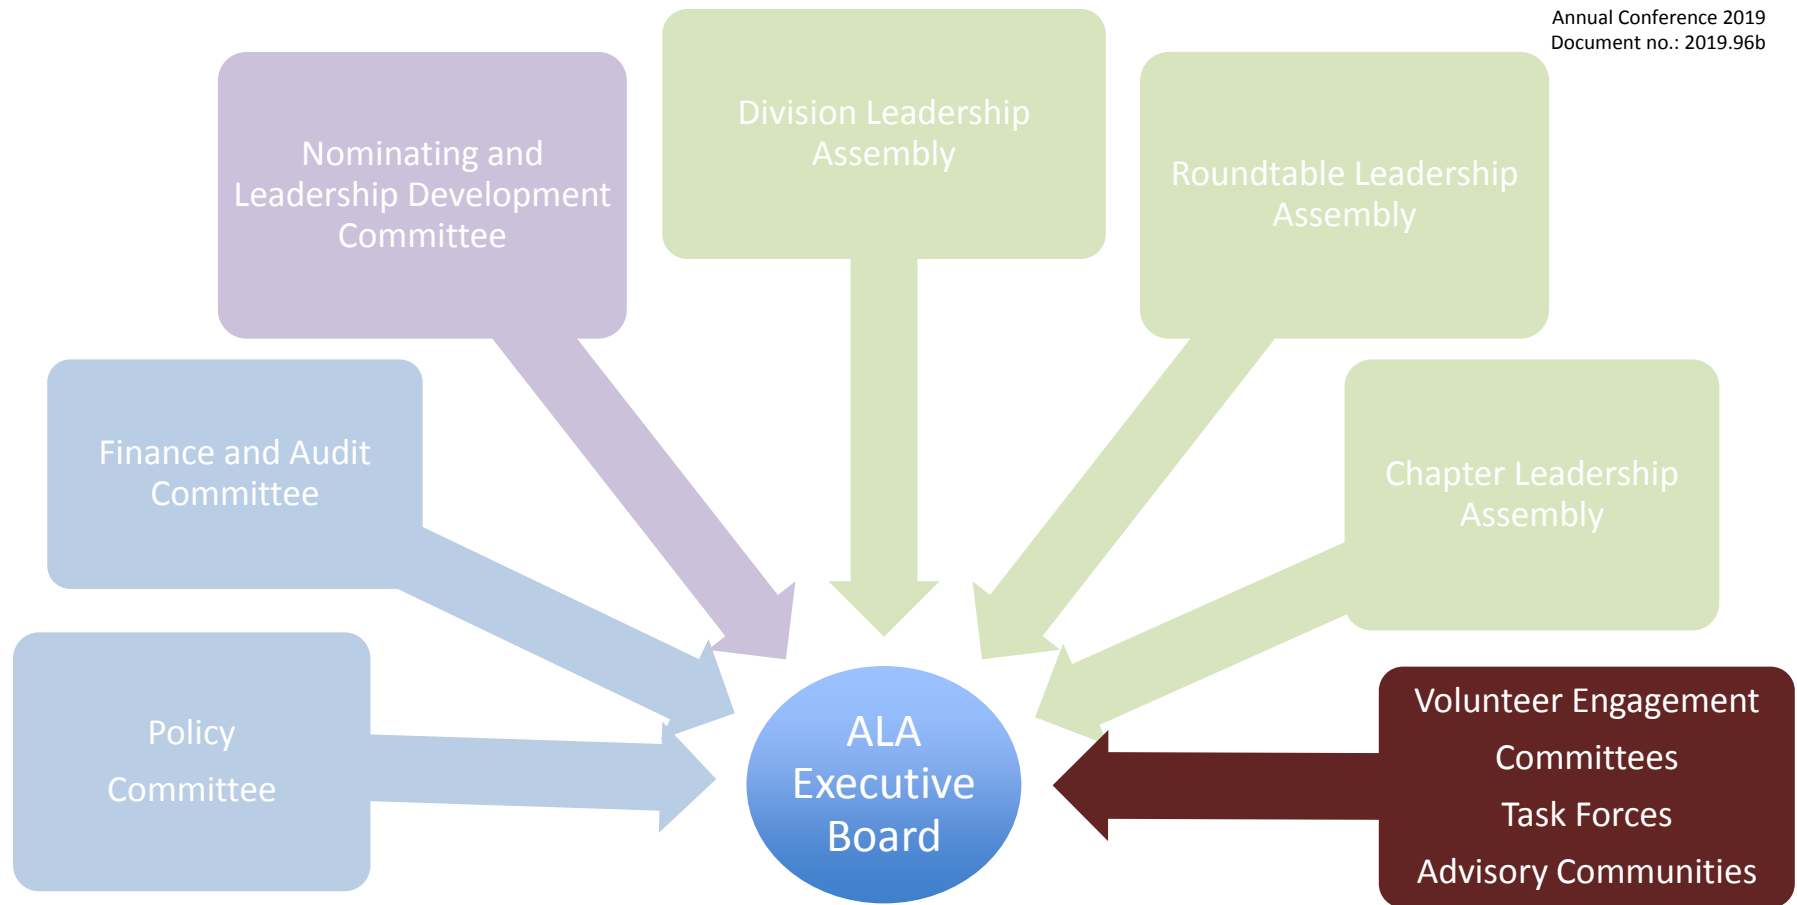 Annual Conference 2019
Document no.: 2019.96b
Division Leadership
Assembly
Nominating and
Leadership Development
Committee
Roundtable Leadership
Assembly
Finance and Audit
Committee
Chapter Leadership
Assembly
Policy
Committee
ALA
Executive
Board
Volunteer Engagement
Committees
Task Forces
Advisory Communities